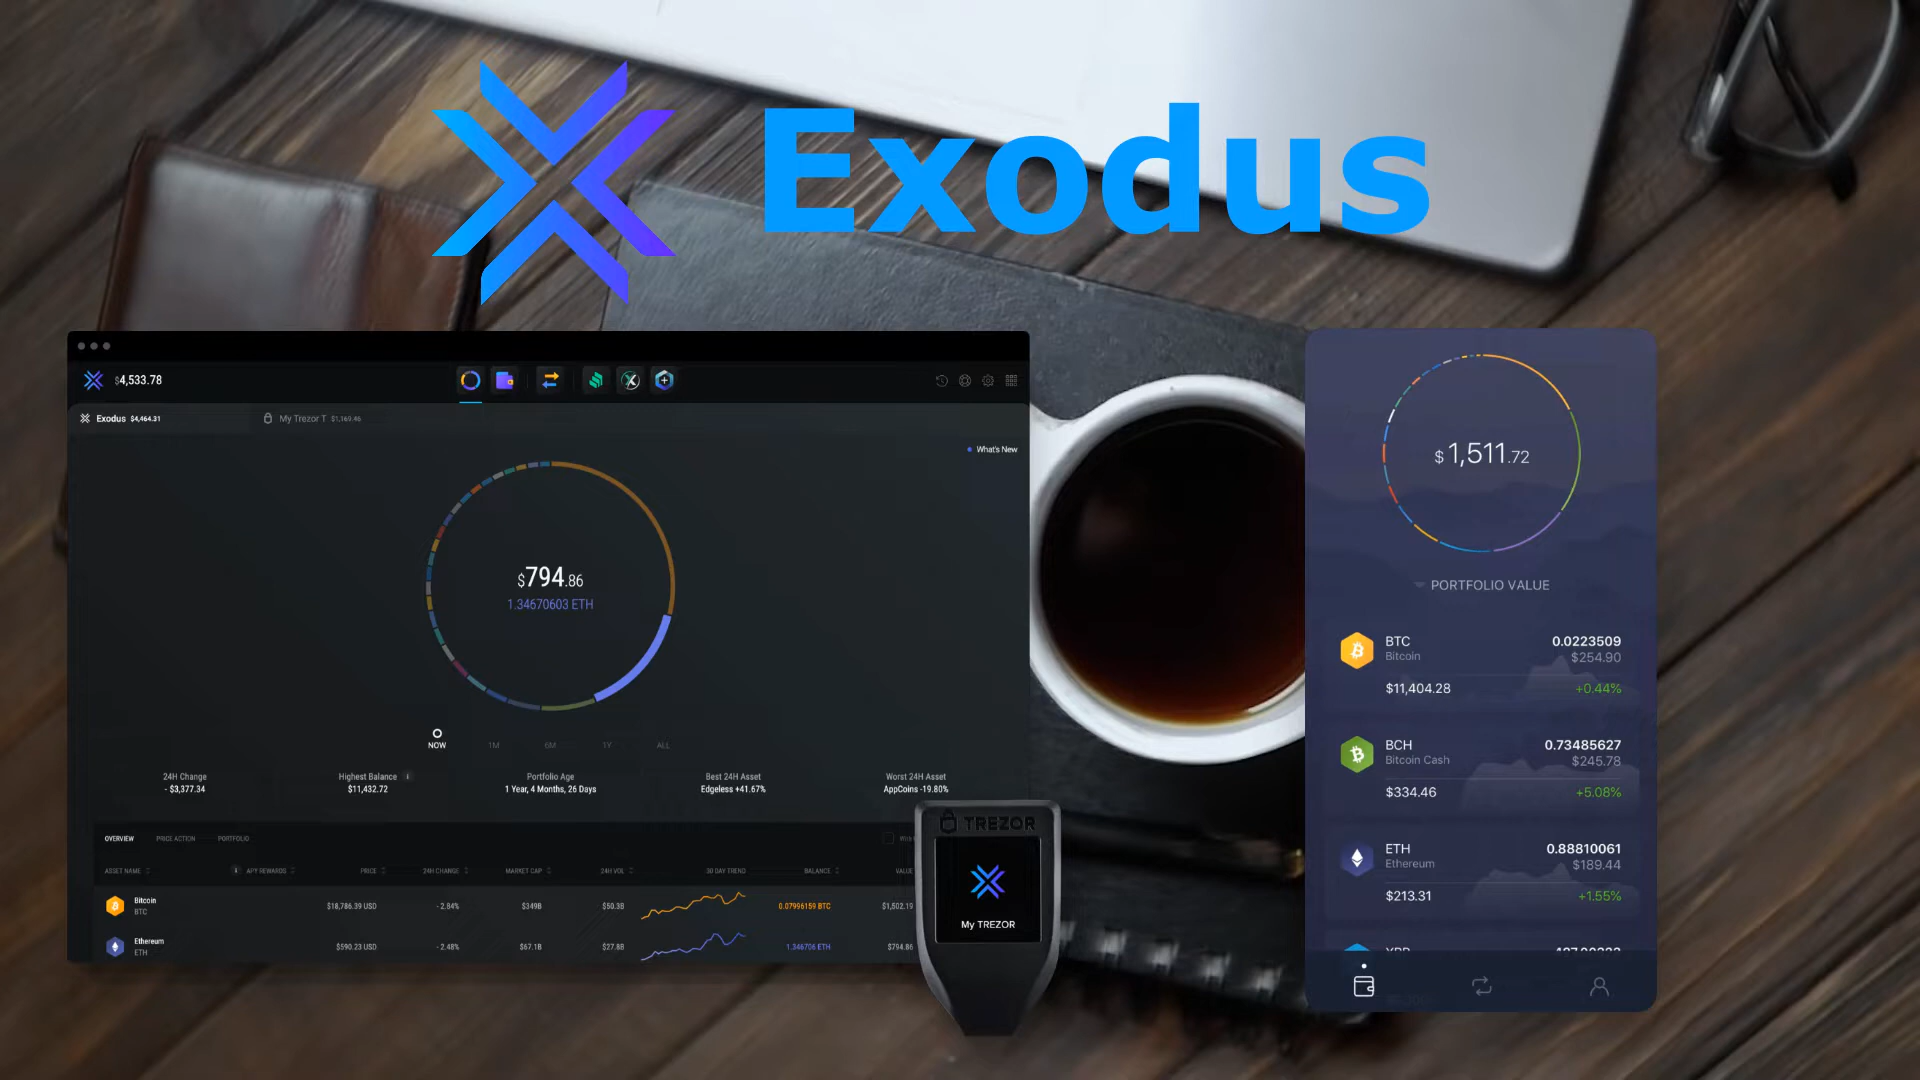 Exodus
$4,533.78
Exodus $4,464.31
My Trezor T $1,169.46
What's New
$794.86
1.34670603 ETH
NOW 1M 6M 1Y ALL
24H Change Highest Balance Portfolio Age Best 24H Asset Worst 24H Asset
- $3,377.34 $11,432.72 1 Year, 4 Months, 26 Days Edgeless +41.67% AppCoins -19.80%
OVERVIEW PRICE ACTION PORTFOLIO
ASSET NAME APY REWARDS PRICE 24H CHANGE MARKET CAP 24H VOL 30 DAY TREND BALANCE VALUE
Bitcoin
BTC
$18,786.39 USD - 2.84% $349B $50.3B 0.07996159 BTC $1,502.19
Ethereum
ETH
$590.23 USD - 2.48% $67.1B $27.8B 1.346706 ETH $794.86
TREZOR
My TREZOR
$1,511.72
PORTFOLIO VALUE
BTC 0.0223509
Bitcoin $254.90
$11,404.28 +0.44%
BCH 0.73485627
Bitcoin Cash $245.78
$334.46 +5.08%
ETH 0.88810061
Ethereum $189.44
$213.31 +1.55%